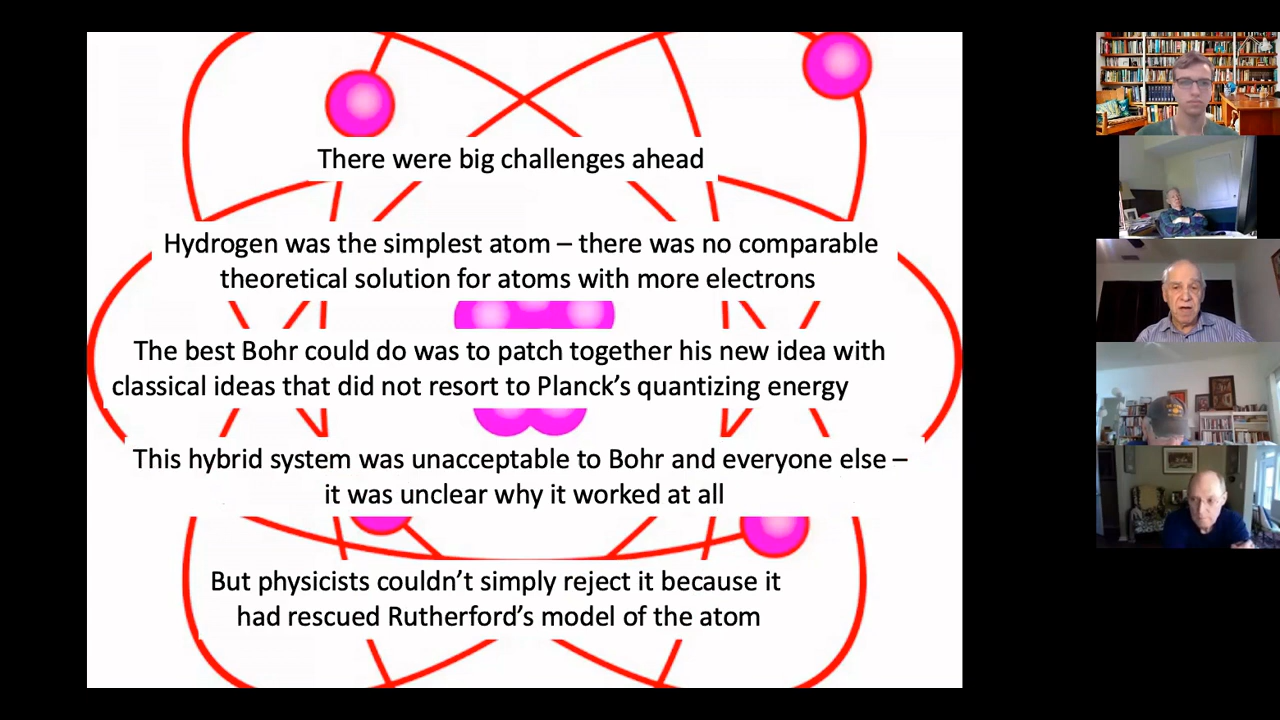 There were big challenges ahead
Hydrogen was the simplest atom – there was no comparable
theoretical solution for atoms with more electrons
The best Bohr could do was to patch together his new idea with
classical ideas that did not resort to Planck’s quantizing energy
This hybrid system was unacceptable to Bohr and everyone else –
it was unclear why it worked at all
But physicists couldn’t simply reject it because it
had rescued Rutherford’s model of the atom